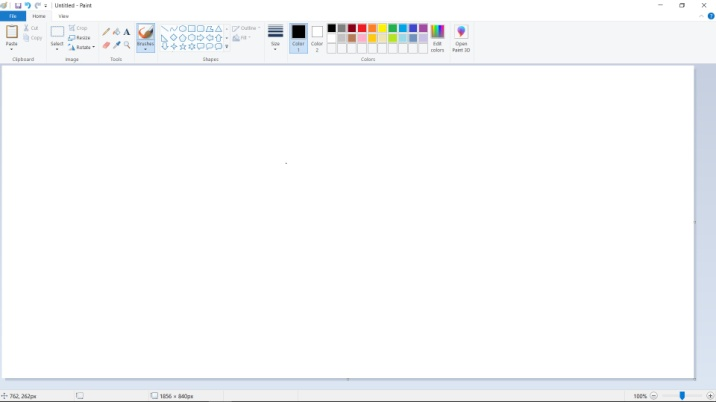 Untitled - Paint
File Home View
Paste
Cut
Copy
Clipboard
Select
Crop
Resize
Rotate
Image
A
Tools
Brushes
Outline
Fill
Shapes
Size
Color 1
Color 2
Edit colors
Colors
Open Paint 3D
762, 262px
1856 × 840px
100%